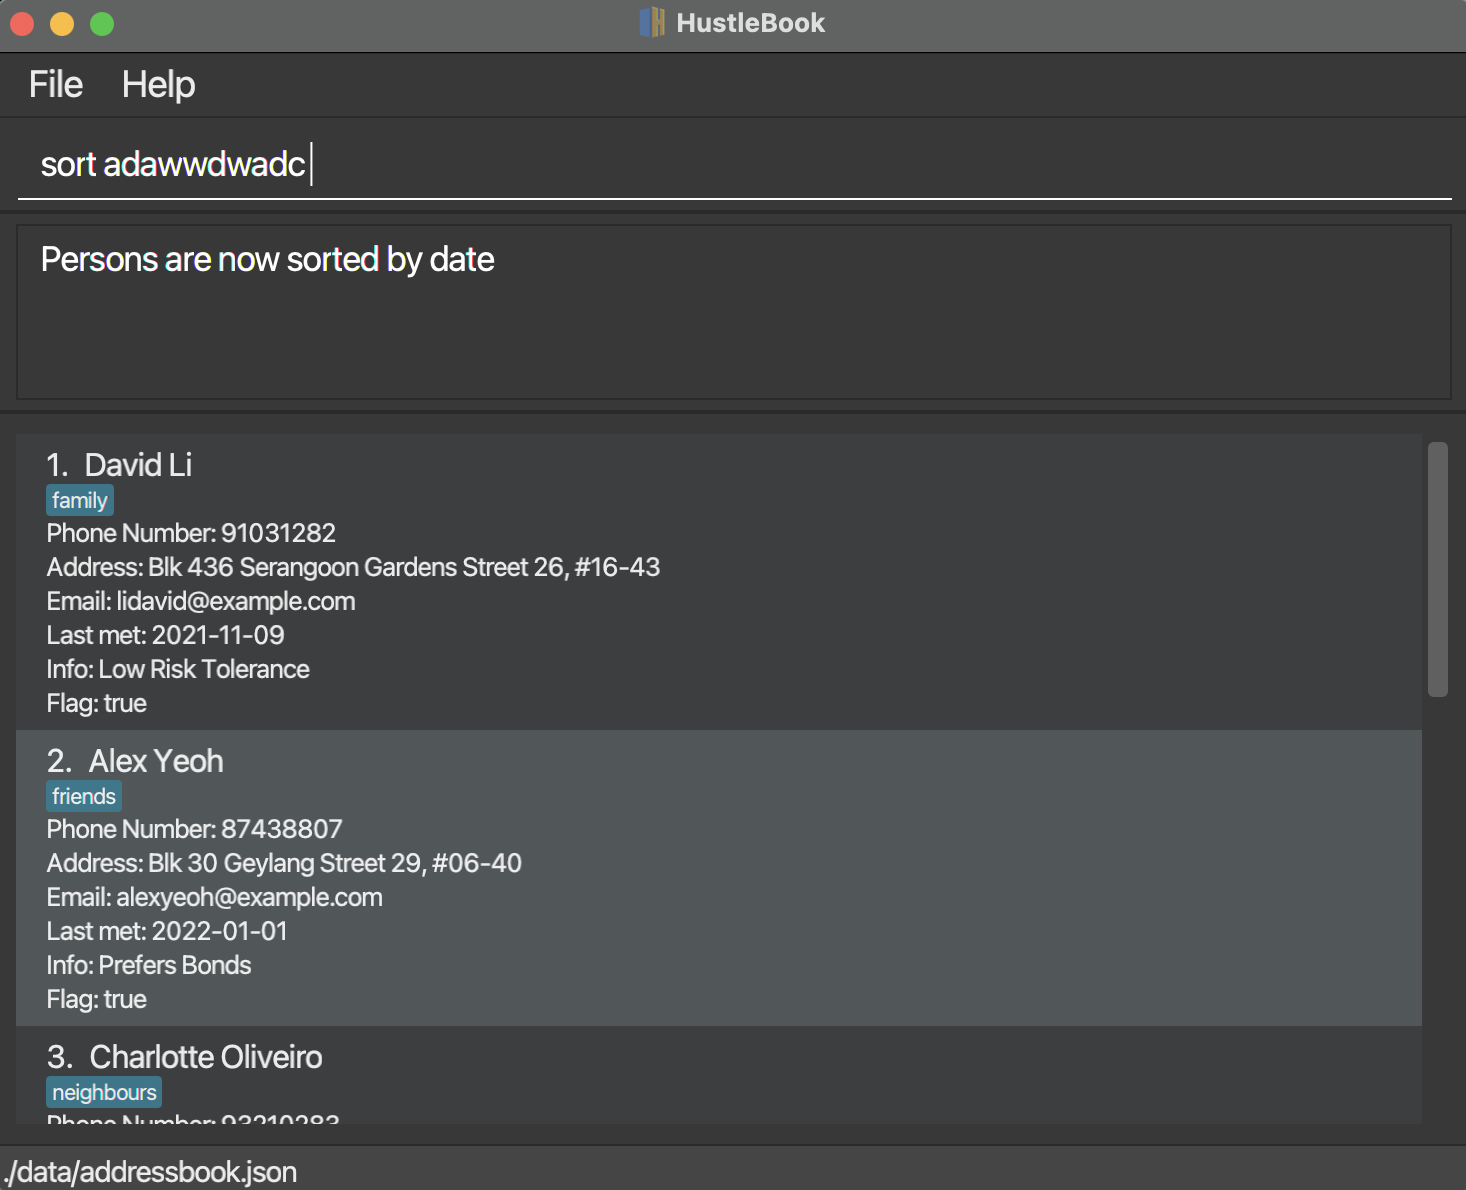 HustleBook
File Help
sort adawwdwadc
Persons are now sorted by date
1. David Li
family
Phone Number: 91031282
Address: Blk 436 Serangoon Gardens Street 26, #16-43
Email: lidavid@example.com
Last met: 2021-11-09
Info: Low Risk Tolerance
Flag: true
2. Alex Yeoh
friends
Phone Number: 87438807
Address: Blk 30 Geylang Street 29, #06-40
Email: alexyeoh@example.com
Last met: 2022-01-01
Info: Prefers Bonds
Flag: true
3. Charlotte Oliveiro
neighbours
Phone Number: 93210283
./data/addressbook.json